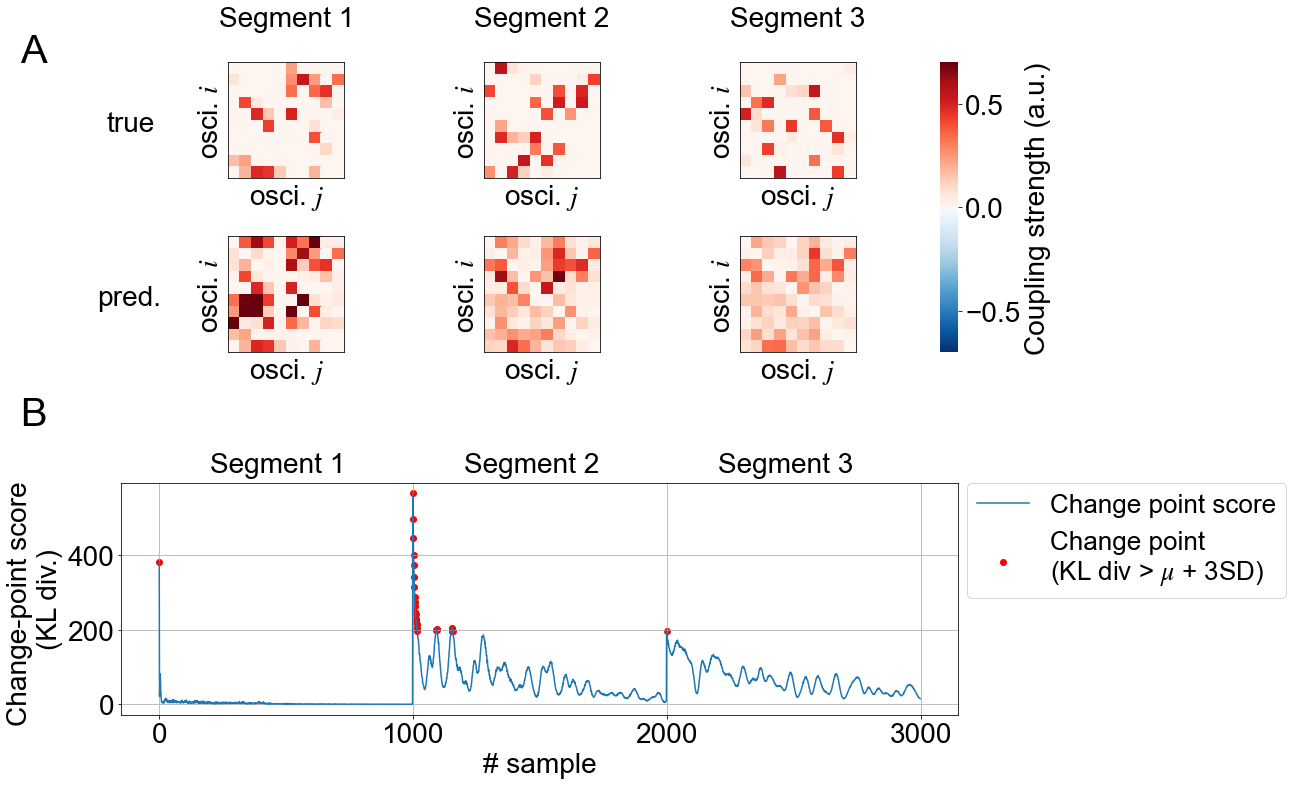 A
Segment 1
Segment 2
Segment 3
true
osci. i
osci. j
osci. i
osci. j
osci. i
osci. j
pred.
osci. i
osci. j
osci. i
osci. j
osci. i
osci. j
0.5
0.0
−0.5
Coupling strength (a.u.)
B
Segment 1
Segment 2
Segment 3
Change-point score
(KL div.)
400
200
0
0
1000
2000
3000
# sample
Change point score
Change point
(KL div > μ + 3SD)